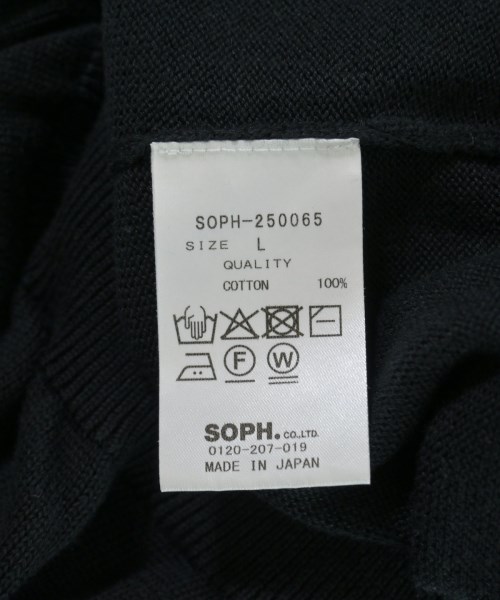 SOPH-250065
SIZE L
QUALITY
COTTON 100%
F W
SOPH. CO.,LTD.
0120-207-019
MADE IN JAPAN